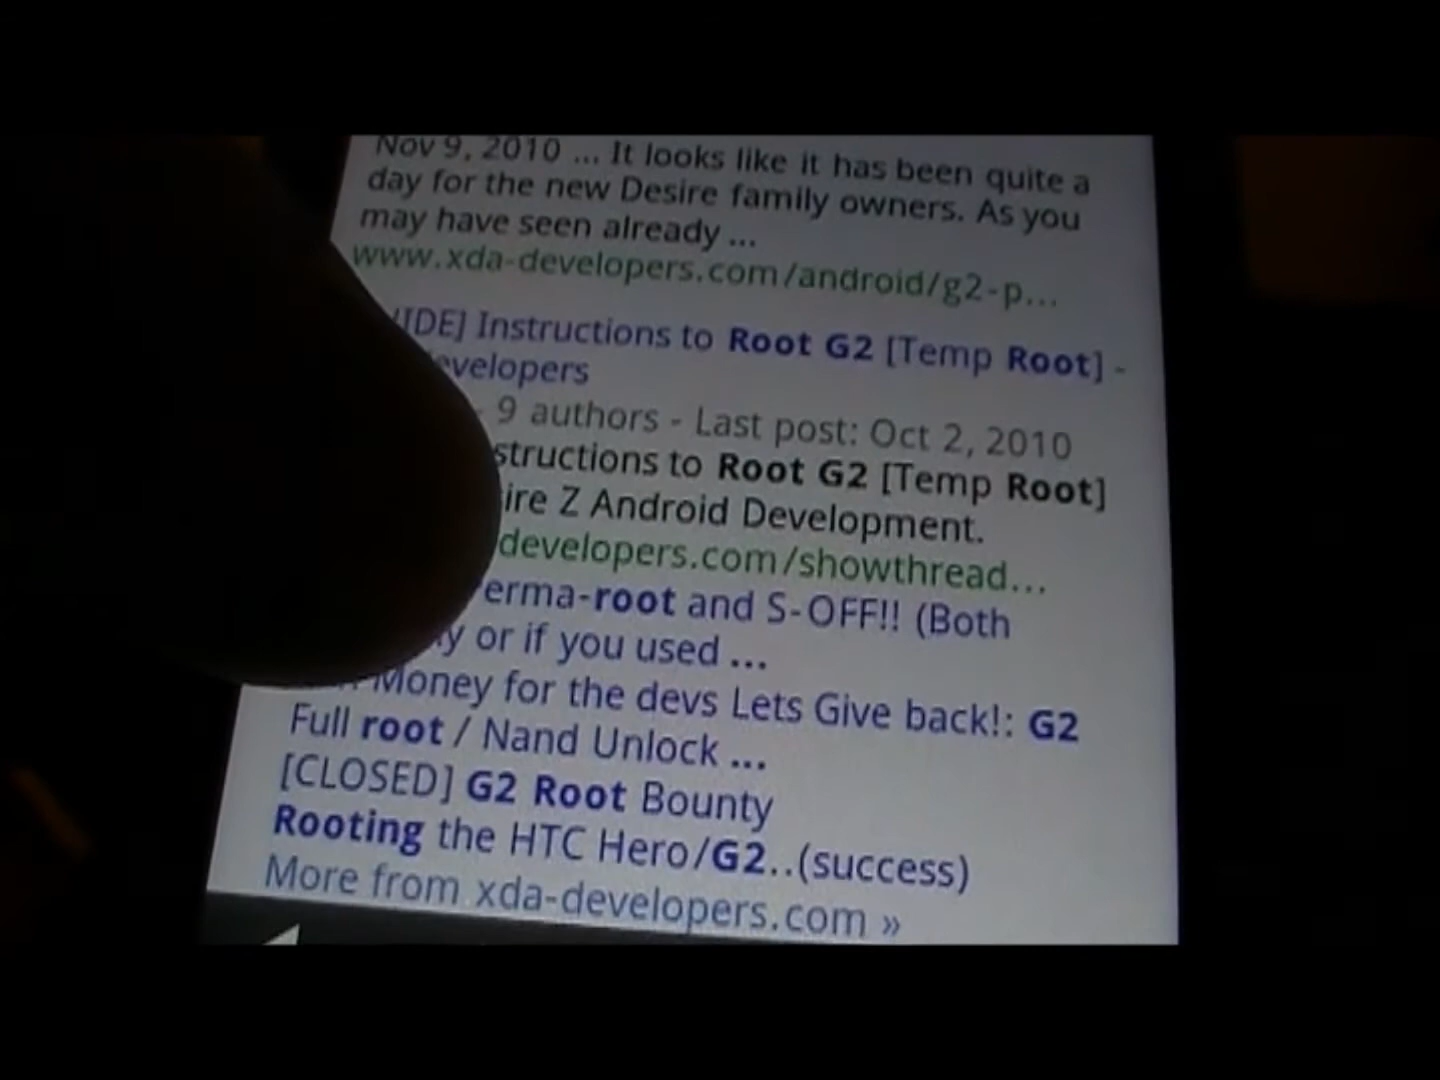 Nov 9, 2010 ... It looks like it has been quite a
day for the new Desire family owners. As you
may have seen already ...
www.xda-developers.com/android/g2-p...
Instructions to Root G2 [Temp Root] -
- 9 authors - Last post: Oct 2, 2010
to Root G2 [Temp Root]
Z Android Development.
and S-OFF!! (Both
or if you used ...
Money for the devs Lets Give back!: G2
Full root / Nand Unlock ...
[CLOSED] G2 Root Bounty
Rooting the HTC Hero/G2..(success)
More from xda-developers.com »